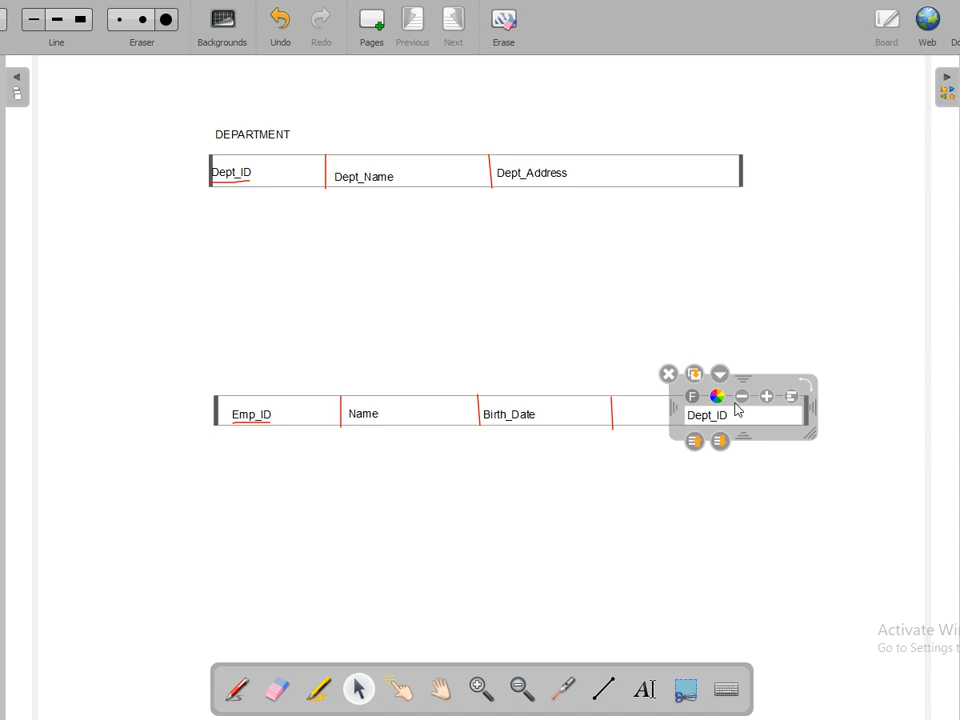 Line
Eraser
Backgrounds
Undo
Redo
Pages
Previous
Next
Erase
Board
Web
DEPARTMENT
Dept_ID
Dept_Name
Dept_Address
F
Emp_ID
Name
Birth_Date
Dept_ID
Activate
Go to Settings
A